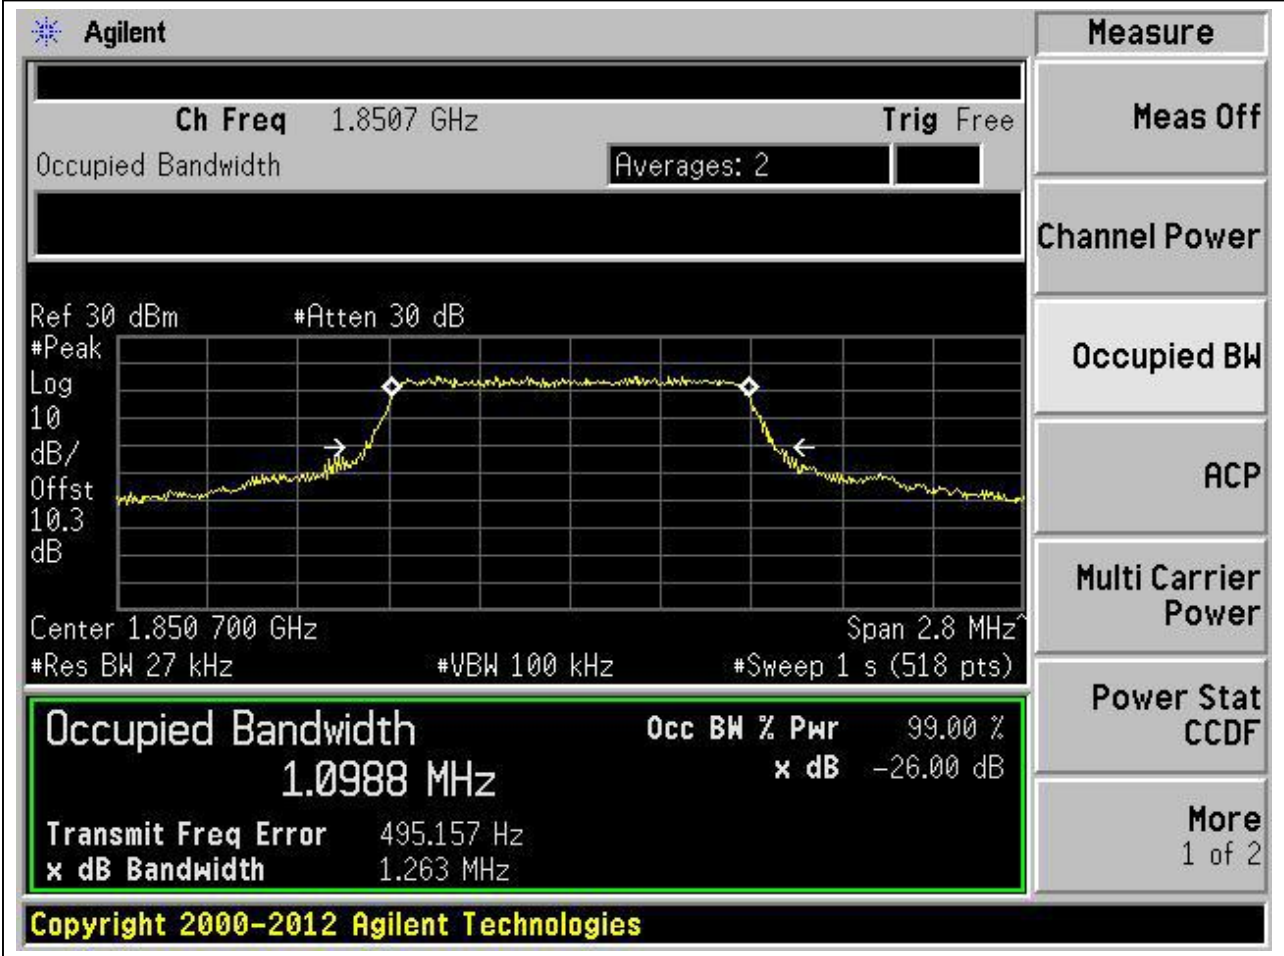 Agilent
Measure
Ch Freq 1.8507 GHz Trig Free
Occupied Bandwidth Averages: 2
Meas Off
Channel Power
Occupied BW
ACP
Multi Carrier
Power
Power Stat
CCDF
More
1 of 2
Ref 30 dBm #Atten 30 dB
#Peak
Log
10
dB/
Offst
10.3
dB
Center 1.850 700 GHz Span 2.8 MHz^
#Res BW 27 kHz #VBW 100 kHz #Sweep 1 s (518 pts)
Occupied Bandwidth Occ BW % Pwr 99.00 %
1.0988 MHz x dB -26.00 dB
Transmit Freq Error 495.157 Hz
x dB Bandwidth 1.263 MHz
Copyright 2000-2012 Agilent Technologies